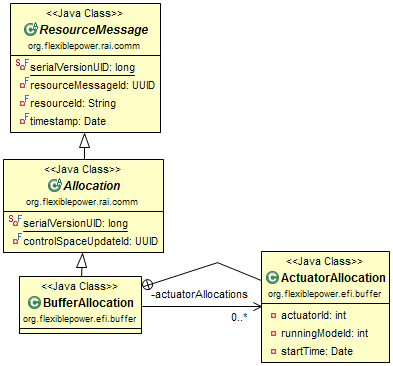 <<Java Class>>
ResourceMessage
org.flexiblepower.rai.comm
serialVersionUID: long
resourceMessageId: UUID
resourceId: String
timestamp: Date
<<Java Class>>
Allocation
org.flexiblepower.rai.comm
serialVersionUID: long
controlSpaceUpdateId: UUID
<<Java Class>>
BufferAllocation
org.flexiblepower.efi.buffer
-actuatorAllocations
0..*
<<Java Class>>
ActuatorAllocation
org.flexiblepower.efi.buffer
actuatorId: int
runningModeId: int
startTime: Date